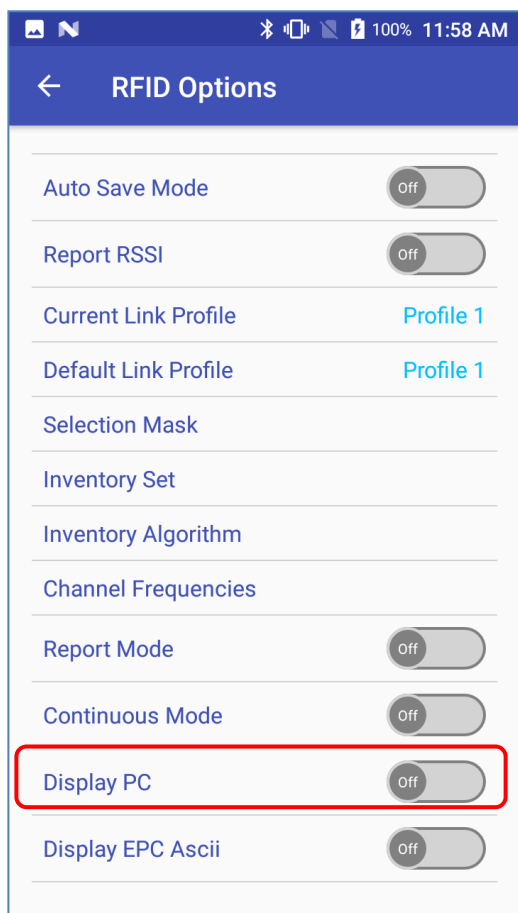 100% 11:58 AM
RFID Options
Auto Save Mode Off
Report RSSI Off
Current Link Profile Profile 1
Default Link Profile Profile 1
Selection Mask
Inventory Set
Inventory Algorithm
Channel Frequencies
Report Mode Off
Continuous Mode Off
Display PC Off
Display EPC Ascii Off